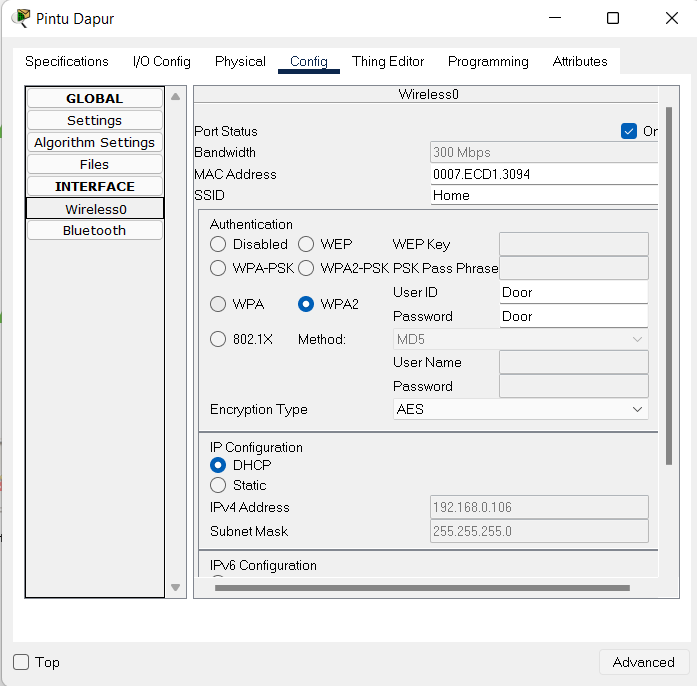 Pintu Dapur
Specifications I/O Config Physical Config Thing Editor Programming Attributes
GLOBAL
Settings
Algorithm Settings
Files
INTERFACE
Wireless0
Bluetooth
Wireless0
Port Status On
Bandwidth 300 Mbps
MAC Address 0007.ECD1.3094
SSID Home
Authentication
Disabled WEP WEP Key
WPA-PSK WPA2-PSK PSK Pass Phrase
User ID Door
WPA WPA2
Password Door
802.1X Method: MD5
User Name
Password
Encryption Type AES
IP Configuration
DHCP
Static
IPv4 Address 192.168.0.106
Subnet Mask 255.255.255.0
IPv6 Configuration
Top Advanced